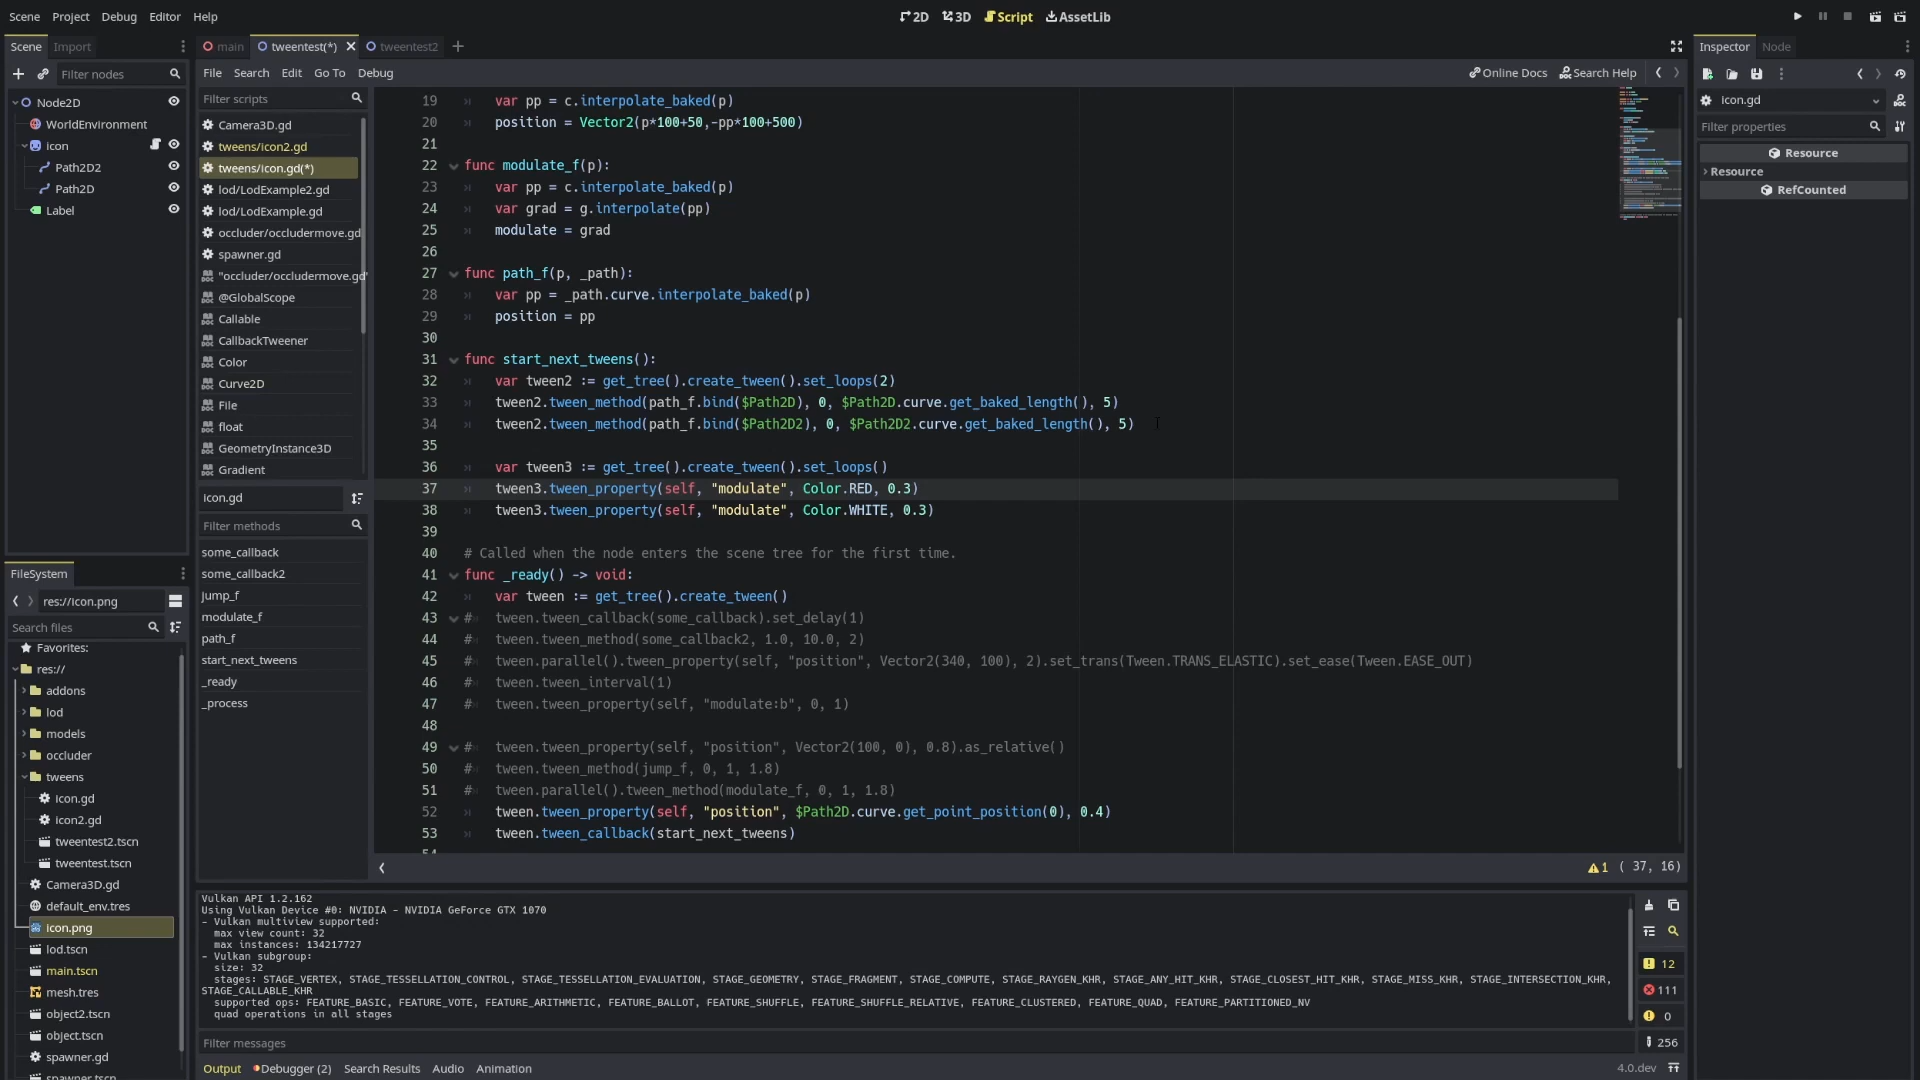 Scene Project Debug Editor Help
2D 3D Script AssetLib
Scene Import
main tweentest(*) tweentest2
Inspector Node
Filter nodes
File Search Edit Go To Debug
Online Docs Search Help
Node2D
WorldEnvironment
icon
Path2D2
Path2D
Label
Filter scripts
Camera3D.gd
tweens/icon2.gd
tweens/icon.gd(*)
lod/LodExample2.gd
lod/LodExample.gd
occluder/occludermove.gd
spawner.gd
"occluder/occludermove.gd"
@GlobalScope
Callable
CallbackTweener
Color
Curve2D
File
float
GeometryInstance3D
Gradient
icon.gd
Filter methods
some_callback
some_callback2
jump_f
modulate_f
path_f
start_next_tweens
_ready
_process
19 var pp = c.interpolate_baked(p)
20 position = Vector2(p*100+50,-pp*100+500)
21
22 func modulate_f(p):
23 var pp = c.interpolate_baked(p)
24 var grad = g.interpolate(pp)
25 modulate = grad
26
27 func path_f(p, _path):
28 var pp = _path.curve.interpolate_baked(p)
29 position = pp
30
31 func start_next_tweens():
32 var tween2 := get_tree().create_tween().set_loops(2)
33 tween2.tween_method(path_f.bind($Path2D), 0, $Path2D.curve.get_baked_length(), 5)
34 tween2.tween_method(path_f.bind($Path2D2), 0, $Path2D2.curve.get_baked_length(), 5)
35
36 var tween3 := get_tree().create_tween().set_loops()
37 tween3.tween_property(self, "modulate", Color.RED, 0.3)
38 tween3.tween_property(self, "modulate", Color.WHITE, 0.3)
39
40 # Called when the node enters the scene tree for the first time.
41 func _ready() -> void:
42 var tween := get_tree().create_tween()
43 # tween.tween_callback(some_callback).set_delay(1)
44 # tween.tween_method(some_callback2, 1.0, 10.0, 2)
45 # tween.parallel().tween_property(self, "position", Vector2(340, 100), 2).set_trans(Tween.TRANS_ELASTIC).set_ease(Tween.EASE_OUT)
46 # tween.tween_interval(1)
47 # tween.tween_property(self, "modulate:b", 0, 1)
48
49 # tween.tween_property(self, "position", Vector2(100, 0), 0.8).as_relative()
50 # tween.tween_method(jump_f, 0, 1, 1.8)
51 # tween.parallel().tween_method(modulate_f, 0, 1, 1.8)
52 tween.tween_property(self, "position", $Path2D.curve.get_point_position(0), 0.4)
53 tween.tween_callback(start_next_tweens)
54
1 ( 37, 16)
icon.gd
Filter properties
Resource
Resource
RefCounted
FileSystem
res://icon.png
Search files
Favorites:
res://
addons
lod
models
occluder
tweens
icon.gd
icon2.gd
tweentest2.tscn
tweentest.tscn
Camera3D.gd
default_env.tres
icon.png
lod.tscn
main.tscn
mesh.tres
object2.tscn
object.tscn
spawner.gd
spawner.tscn
Vulkan API 1.2.162
Using Vulkan Device #0: NVIDIA - NVIDIA GeForce GTX 1070
- Vulkan multiview supported:
max view count: 32
max instances: 134217727
- Vulkan subgroup:
size: 32
stages: STAGE_VERTEX, STAGE_TESSELLATION_CONTROL, STAGE_TESSELLATION_EVALUATION, STAGE_GEOMETRY, STAGE_FRAGMENT, STAGE_COMPUTE, STAGE_RAYGEN_KHR, STAGE_ANY_HIT_KHR, STAGE_CLOSEST_HIT_KHR, STAGE_MISS_KHR, STAGE_INTERSECTION_KHR,
STAGE_CALLABLE_KHR
supported ops: FEATURE_BASIC, FEATURE_VOTE, FEATURE_ARITHMETIC, FEATURE_BALLOT, FEATURE_SHUFFLE, FEATURE_SHUFFLE_RELATIVE, FEATURE_CLUSTERED, FEATURE_QUAD, FEATURE_PARTITIONED_NV
quad operations in all stages
12
111
0
256
Filter messages
Output Debugger (2) Search Results Audio Animation
4.0.dev